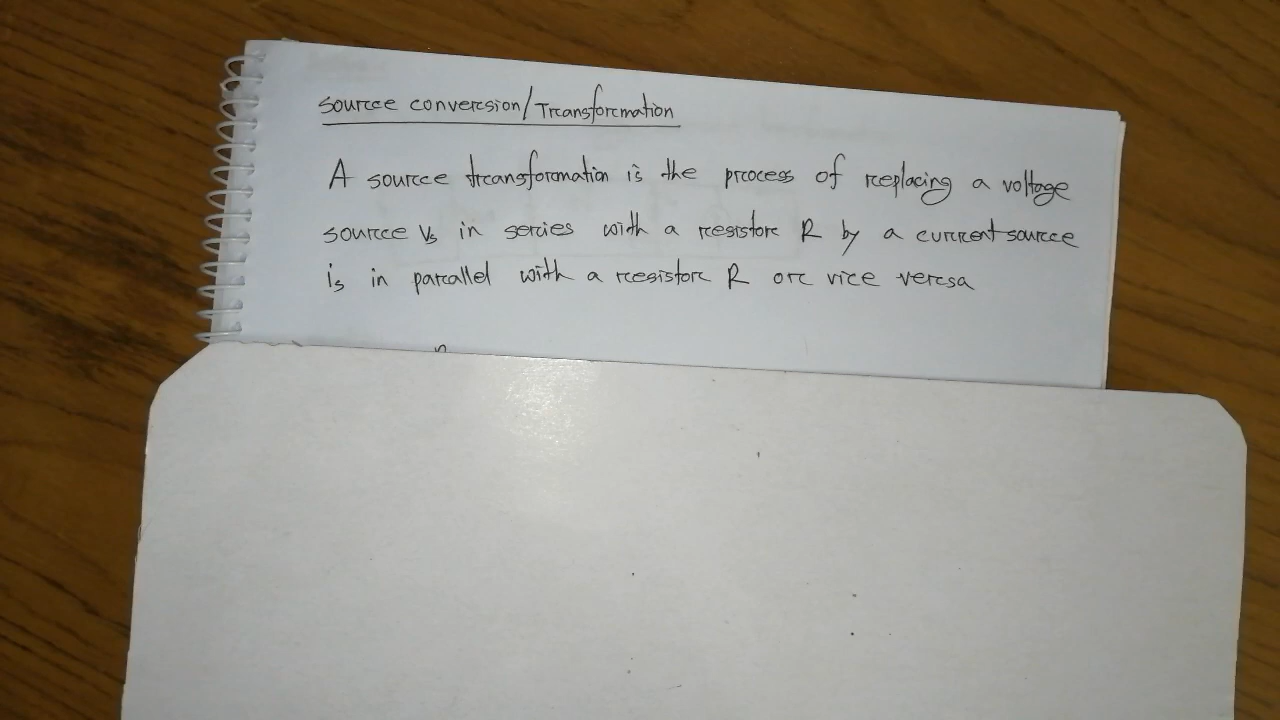 Source conversion/Transformation
A source transformation is the process of replacing a voltage
source Vs in series with a resistor R by a current source
is in parallel with a resistor R or vice versa